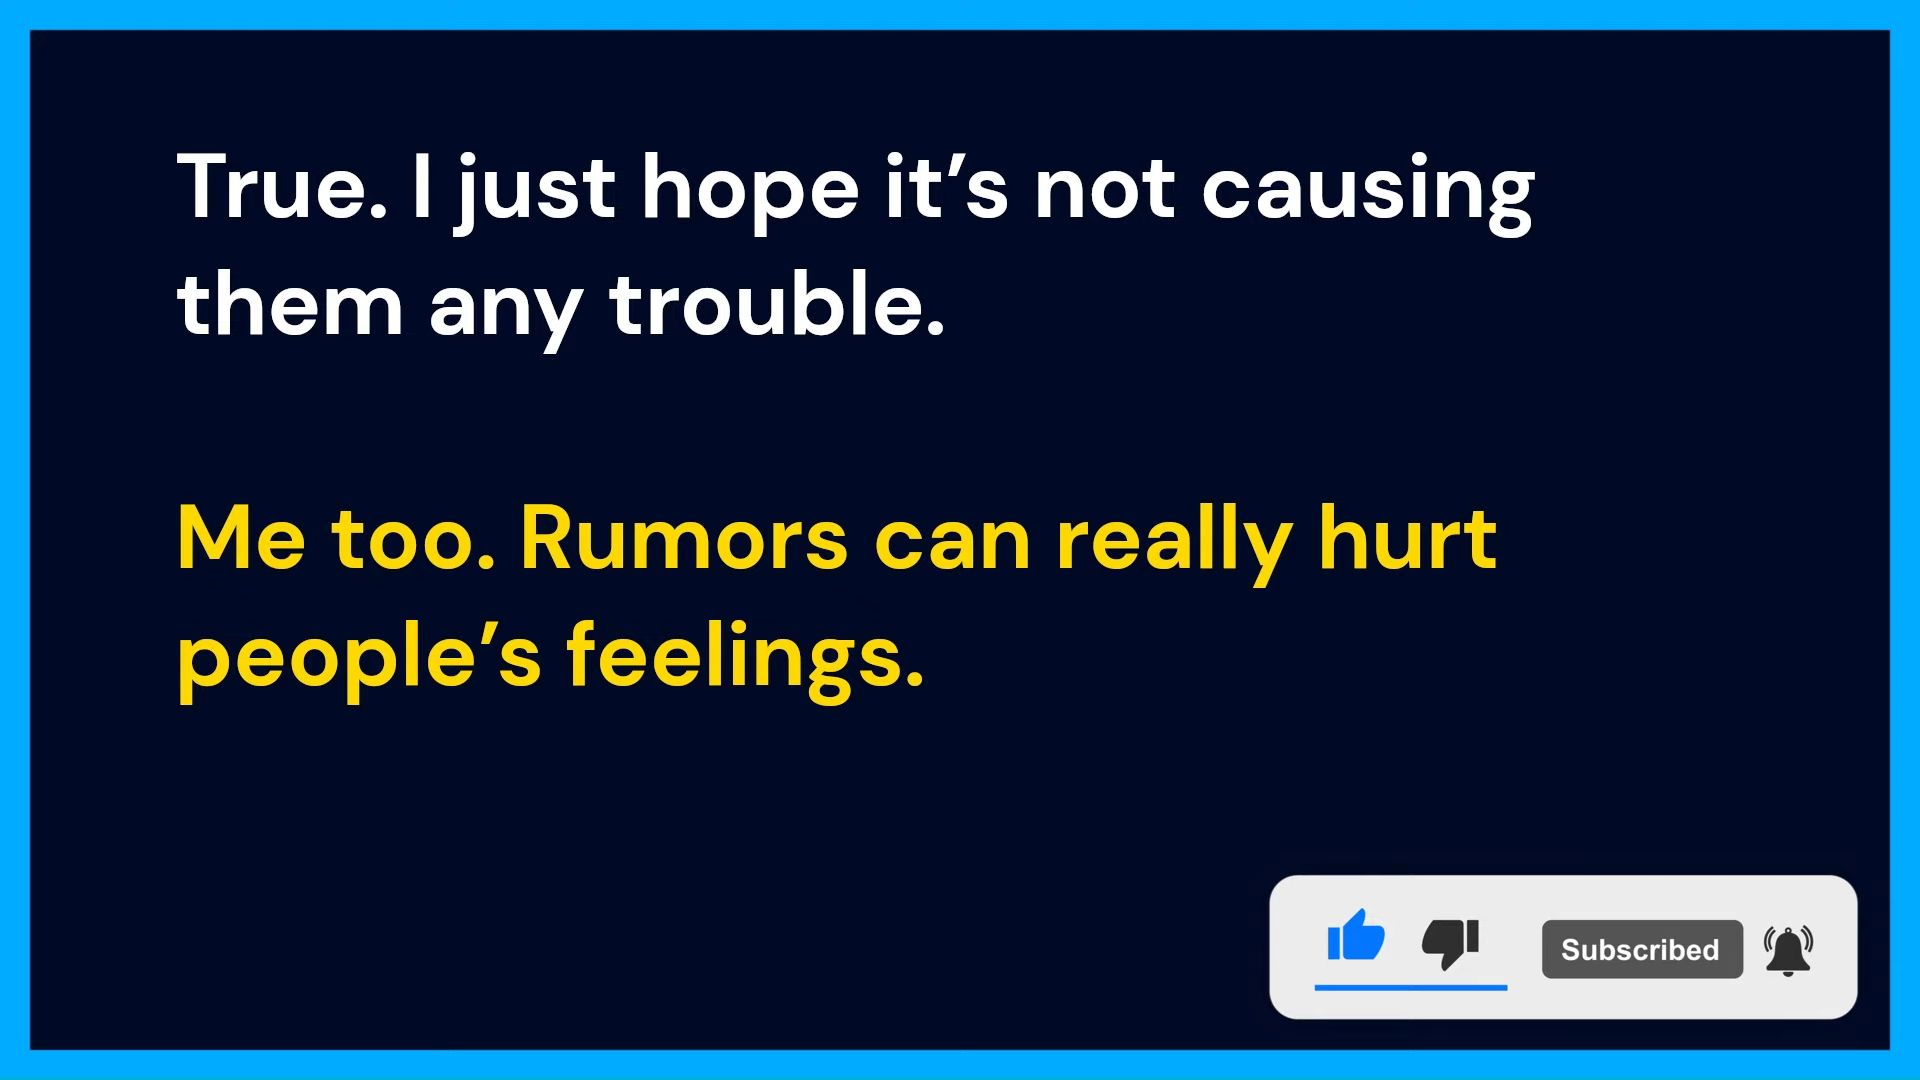 True. I just hope it’s not causing
them any trouble.
Me too. Rumors can really hurt
people’s feelings.
Subscribed